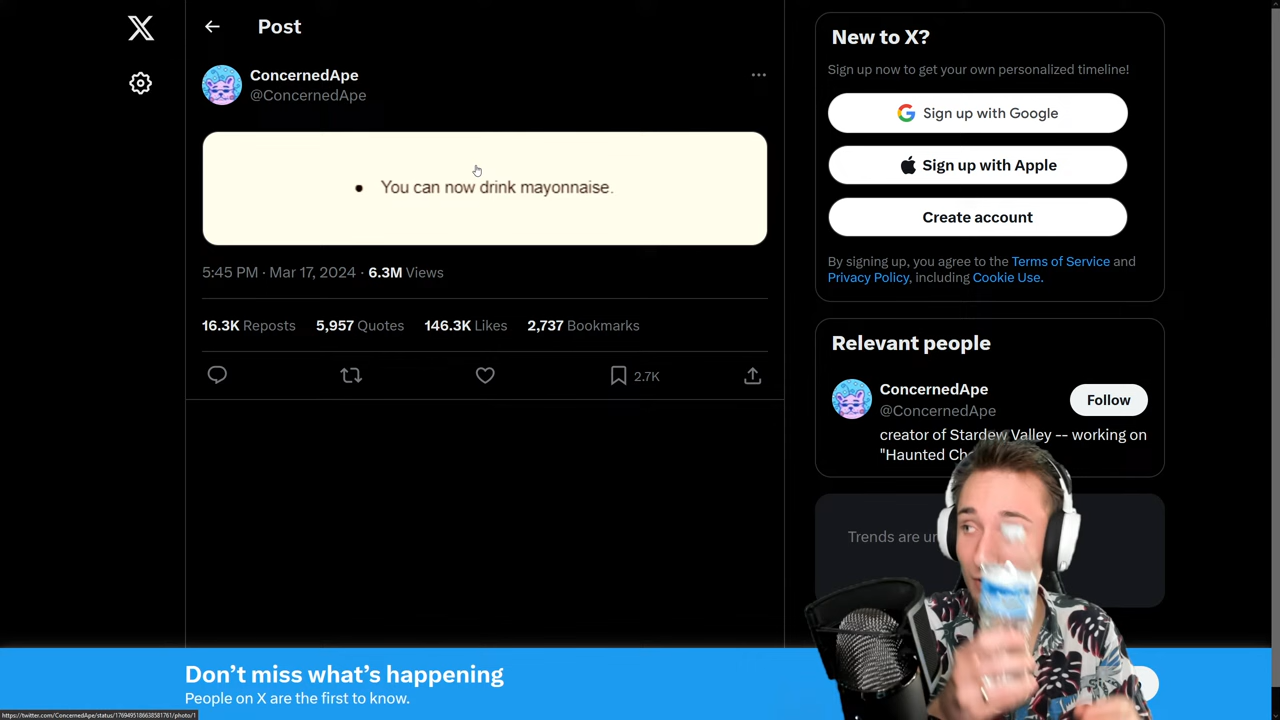 Post
ConcernedApe
@ConcernedApe
• You can now drink mayonnaise.
5:45 PM · Mar 17, 2024 · 6.3M Views
16.3K Reposts 5,957 Quotes 146.3K Likes 2,737 Bookmarks
2.7K
New to X?
Sign up now to get your own personalized timeline!
Sign up with Google
Sign up with Apple
Create account
By signing up, you agree to the Terms of Service and
Privacy Policy, including Cookie Use.
Relevant people
ConcernedApe
@ConcernedApe
Follow
creator of Stardew Valley -- working on
"Haunted
Trends are
Don’t miss what’s happening
People on X are the first to know.